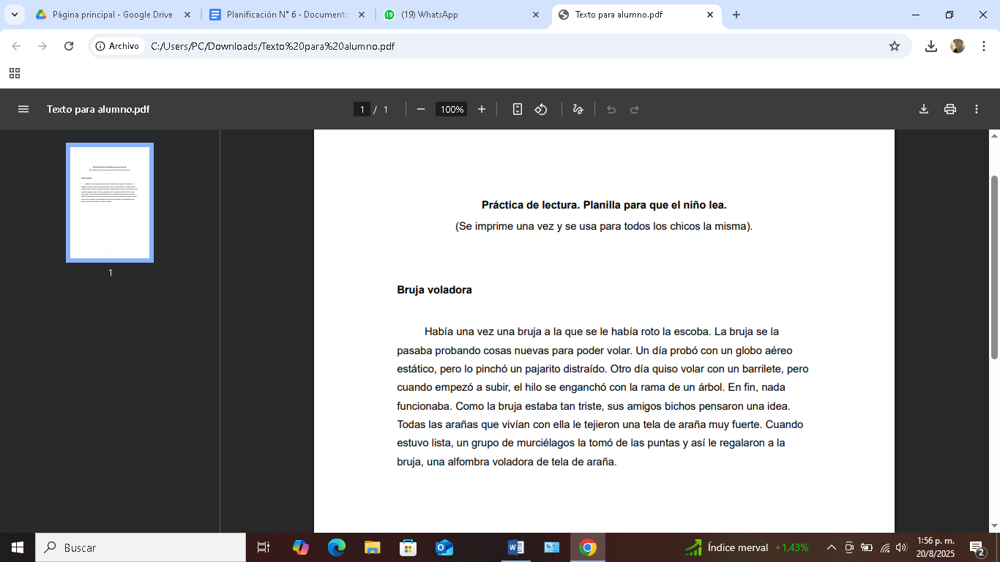 Página principal - Google Drive
Planificación N° 6 - Documento
19
(19) WhatsApp
Texto para alumno.pdf
Archivo
C:/Users/PC/Downloads/Texto%20para%20alumno.pdf
Texto para alumno.pdf
1 / 1
100%
1
Práctica de lectura. Planilla para que el niño lea.
(Se imprime una vez y se usa para todos los chicos la misma).
Bruja voladora
Había una vez una bruja a la que se le había roto la escoba. La bruja se la
pasaba probando cosas nuevas para poder volar. Un día probó con un globo aéreo
estático, pero lo pinchó un pajarito distraído. Otro día quiso volar con un barrilete, pero
cuando empezó a subir, el hilo se enganchó con la rama de un árbol. En fin, nada
funcionaba. Como la bruja estaba tan triste, sus amigos bichos pensaron una idea.
Todas las arañas que vivían con ella le tejieron una tela de araña muy fuerte. Cuando
estuvo lista, un grupo de murciélagos la tomó de las puntas y así le regalaron a la
bruja, una alfombra voladora de tela de araña.
Buscar
Índice merval +1,43%
1:56 p. m.
20/8/2025
2